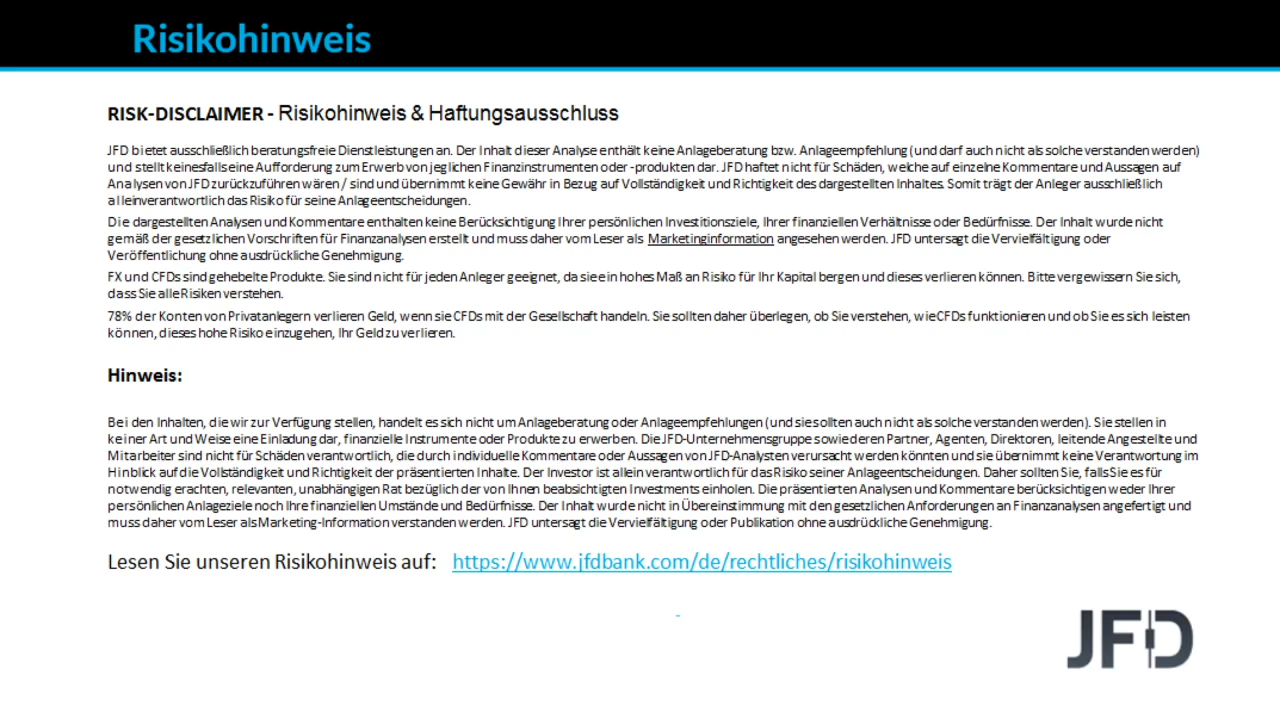 Risikohinweis
RISK-DISCLAIMER - Risikohinweis & Haftungsausschluss
JFD bietet ausschließlich beratungsfreie Dienstleistungen an. Der Inhalt dieser Analyse enthält keine Anlageberatung bzw. Anlageempfehlung (und darf auch nicht als solche verstanden werden)
und stellt keinesfalls eine Aufforderung zum Erwerb von jeglichen Finanzinstrumenten oder -produkten dar. JFD haftet nicht für Schäden, welche auf einzelne Kommentare und Aussagen auf
Analysen von JFD zurückzuführen wären / sind und übernimmt keine Gewähr in Bezug auf Vollständigkeit und Richtigkeit des dargestellten Inhaltes. Somit trägt der Anleger ausschließlich
alleinverantwortlich das Risiko für seine Anlageentscheidungen.
Die dargestellten Analysen und Kommentare enthalten keine Berücksichtigung Ihrer persönlichen Investitionsziele, Ihrer finanziellen Verhältnisse oder Bedürfnisse. Der Inhalt wurde nicht
gemäß der gesetzlichen Vorschriften für Finanzanalysen erstellt und muss daher vom Leser als Marketinginformation angesehen werden. JFD untersagt die Vervielfältigung oder
Veröffentlichung ohne ausdrückliche Genehmigung.
FX und CFDs sind gehebelte Produkte. Sie sind nicht für jeden Anleger geeignet, da sie ein hohes Maß an Risiko für Ihr Kapital bergen und dieses verlieren können. Bitte vergewissern Sie sich,
dass Sie alle Risiken verstehen.
78% der Konten von Privatanlegern verlieren Geld, wenn sie CFDs mit der Gesellschaft handeln. Sie sollten daher überlegen, ob Sie verstehen, wie CFDs funktionieren und ob Sie es sich leisten
können, dieses hohe Risiko einzugehen, Ihr Geld zu verlieren.
Hinweis:
Bei den Inhalten, die wir zur Verfügung stellen, handelt es sich nicht um Anlageberatung oder Anlageempfehlungen (und sie sollten auch nicht als solche verstanden werden). Sie stellen in
keiner Art und Weise eine Einladung dar, finanzielle Instrumente oder Produkte zu erwerben. Die JFD-Unternehmensgruppe sowie deren Partner, Agenten, Direktoren, leitende Angestellte und
Mitarbeiter sind nicht für Schäden verantwortlich, die durch individuelle Kommentare oder Aussagen von JFD-Analysten verursacht werden könnten und sie übernimmt keine Verantwortung im
Hinblick auf die Vollständigkeit und Richtigkeit der präsentierten Inhalte. Der Investor ist allein verantwortlich für das Risiko seiner Anlageentscheidungen. Daher sollten Sie, falls Sie es für
notwendig erachten, relevanten, unabhängigen Rat bezüglich der von Ihnen beabsichtigten Investments einholen. Die präsentierten Analysen und Kommentare berücksichtigen weder Ihrer
persönlichen Anlageziele noch Ihre finanziellen Umstände und Bedürfnisse. Der Inhalt wurde nicht in Übereinstimmung mit den gesetzlichen Anforderungen an Finanzanalysen angefertigt und
muss daher vom Leser als Marketing-Information verstanden werden. JFD untersagt die Vervielfältigung oder Publikation ohne ausdrückliche Genehmigung.
Lesen Sie unseren Risikohinweis auf: https://www.jfdbank.com/de/rechtliches/risikohinweis
-
JFD